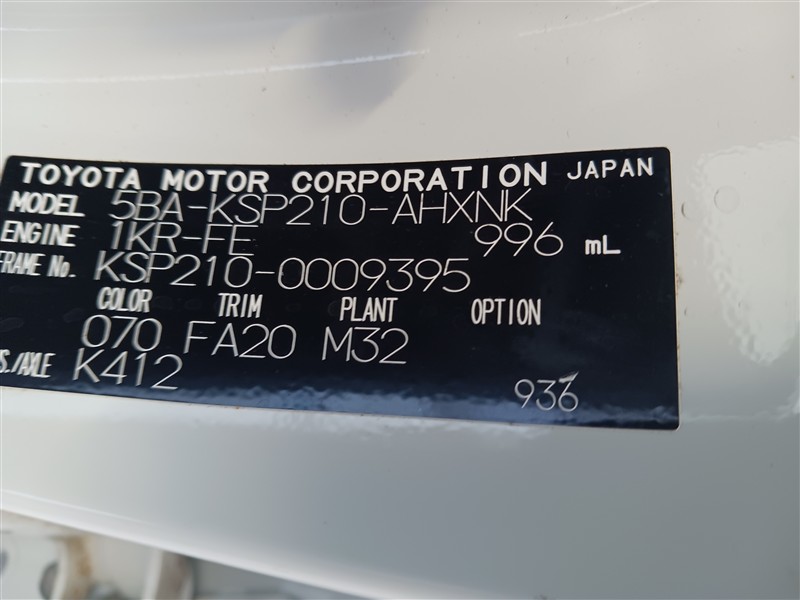 TOYOTA MOTOR CORPORATION JAPAN
MODEL 5BA-KSP210-AHXNK
ENGINE 1KR-FE 996 mL
FRAME No. KSP210-0009395
COLOR TRIM PLANT OPTION
070 FA20 M32
S./AXLE K412
936